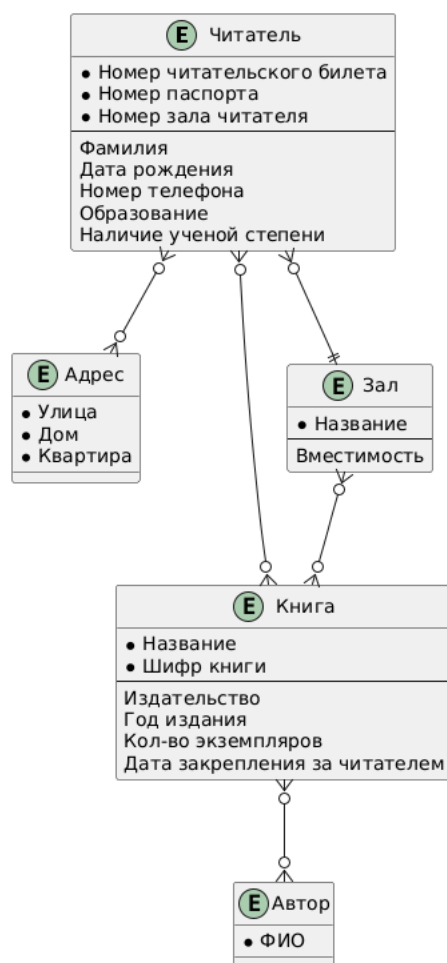 E Читатель
• Номер читательского билета
• Номер паспорта
• Номер зала читателя
Фамилия
Дата рождения
Номер телефона
Образование
Наличие ученой степени
E Адрес
• Улица
• Дом
• Квартира
E Зал
• Название
Вместимость
E Книга
• Название
• Шифр книги
Издательство
Год издания
Кол-во экземпляров
Дата закрепления за читателем
E Автор
• ФИО